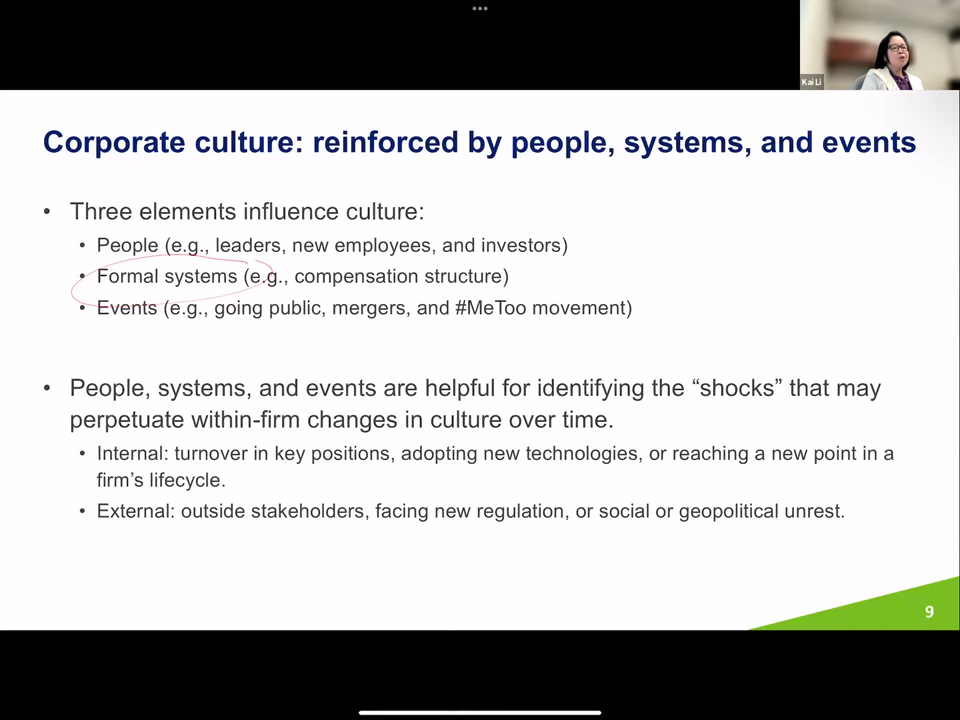 Kai Li
Corporate culture: reinforced by people, systems, and events
• Three elements influence culture:
• People (e.g., leaders, new employees, and investors)
• Formal systems (e.g., compensation structure)
• Events (e.g., going public, mergers, and #MeToo movement)
• People, systems, and events are helpful for identifying the “shocks” that may
perpetuate within-firm changes in culture over time.
• Internal: turnover in key positions, adopting new technologies, or reaching a new point in a
firm’s lifecycle.
• External: outside stakeholders, facing new regulation, or social or geopolitical unrest.
9